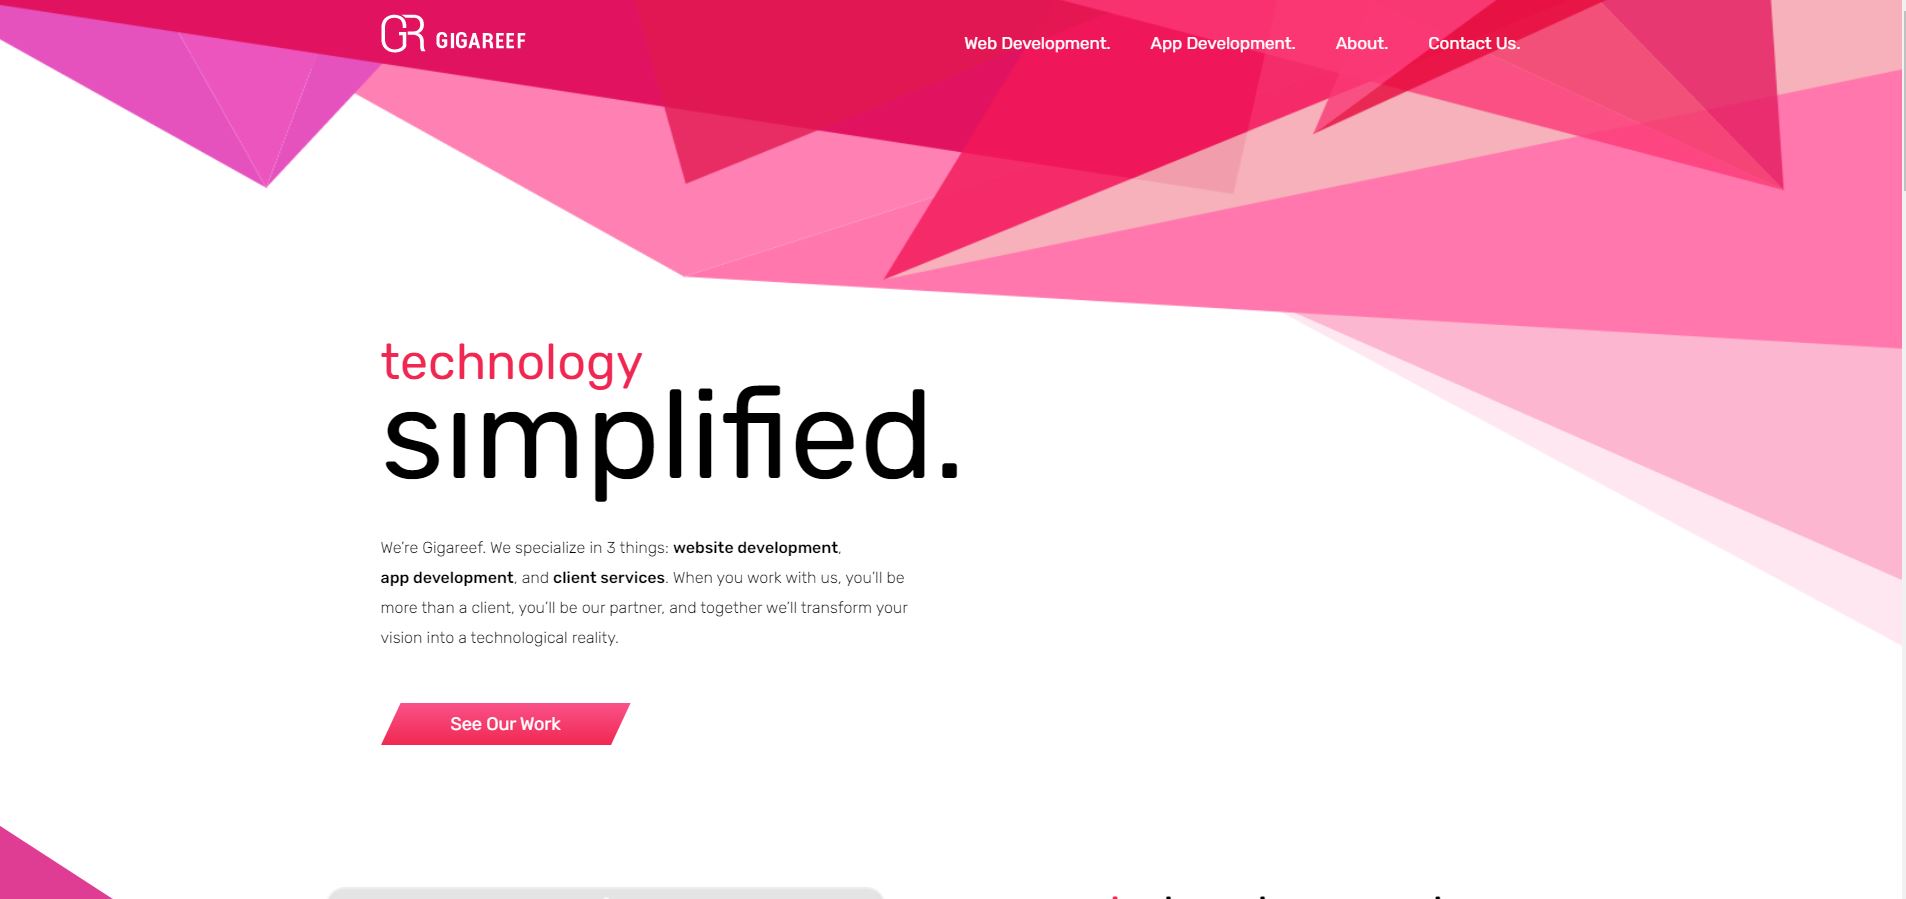 GR GIGAREEF
Web Development. App Development. About. Contact Us.
technology
simplified.
We're Gigareef. We specialize in 3 things: website development,
app development, and client services. When you work with us, you'll be
more than a client, you'll be our partner, and together we'll transform your
vision into a technological reality.
See Our Work